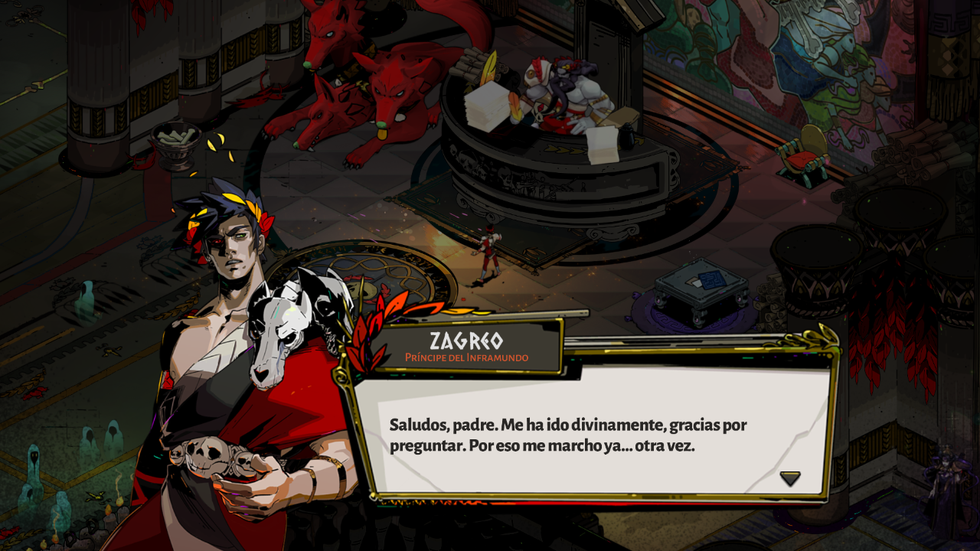 ZAGREO
PRÍNCIPE DEL INFRAMUNDO
Saludos, padre. Me ha ido divinamente, gracias por
preguntar. Por eso me marcho ya... otra vez.